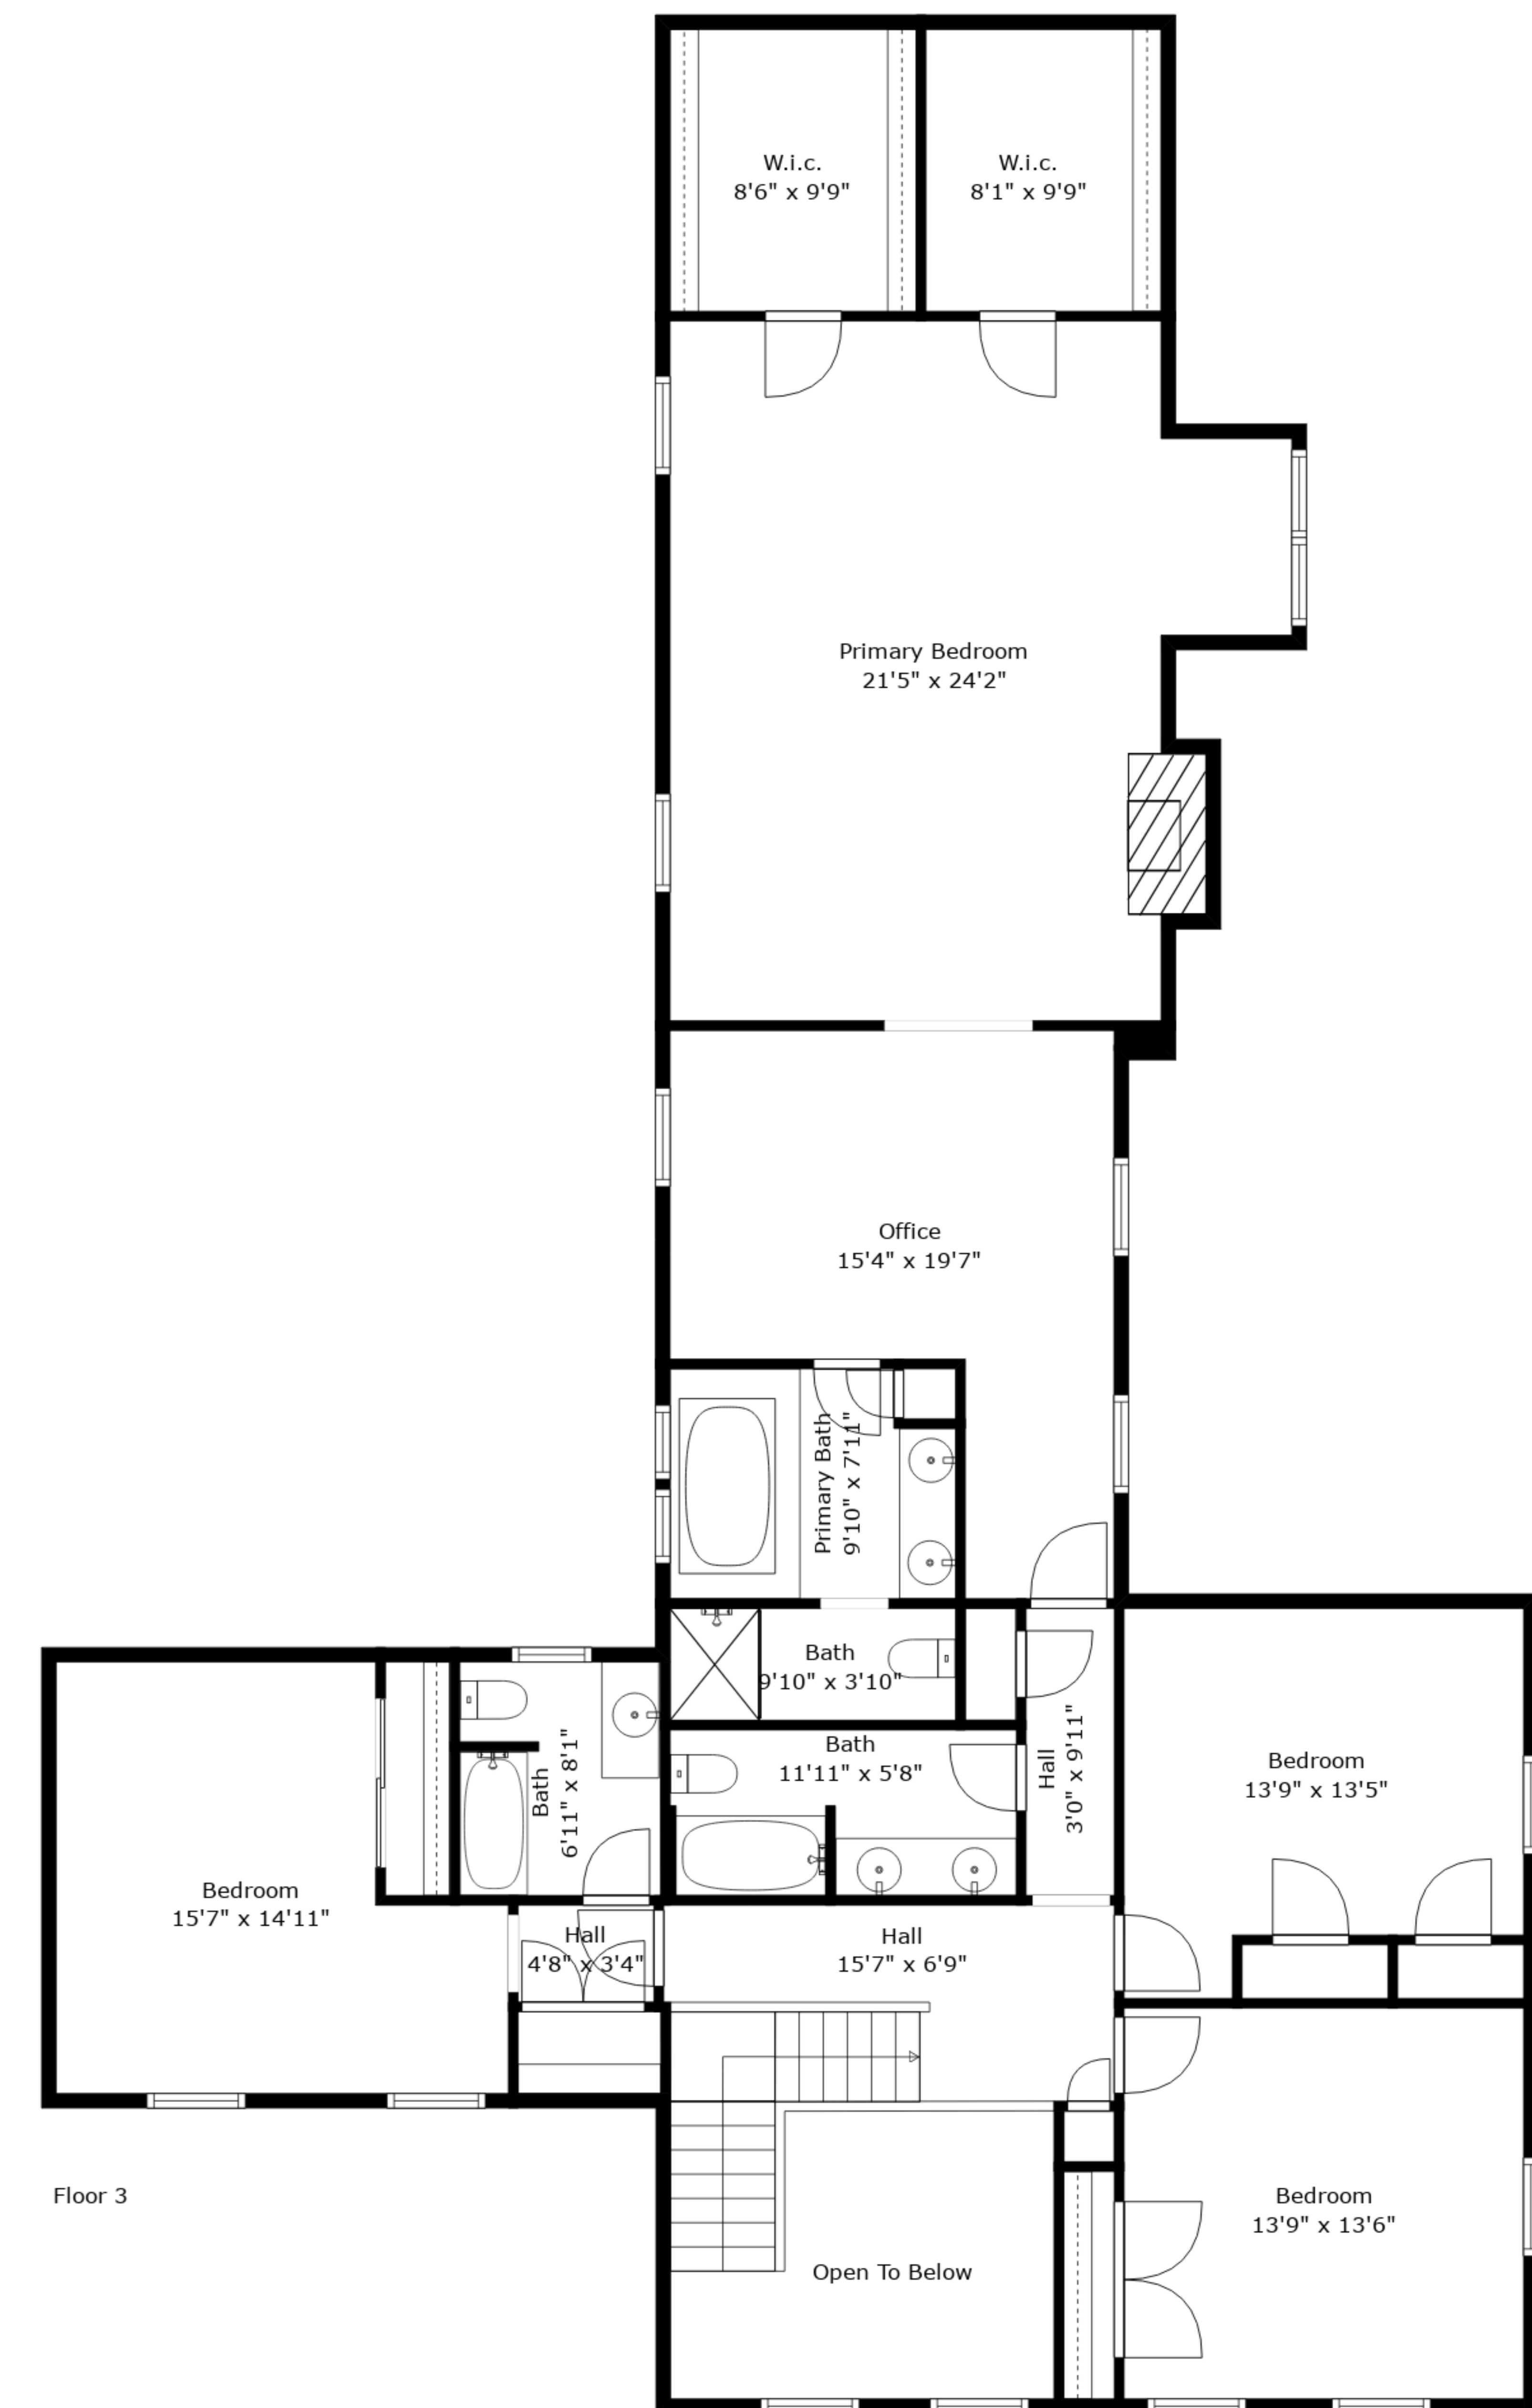 W.i.c.
8'6" x 9'9"
W.i.c.
8'1" x 9'9"
Primary Bedroom
21'5" x 24'2"
Office
15'4" x 19'7"
Primary Bath
9'10" x 7'11"
Bath
9'10" x 3'10"
Bath
11'11" x 5'8"
Hall
3'0" x 9'11"
Bedroom
13'9" x 13'5"
Bath
6'11" x 8'1"
Bedroom
15'7" x 14'11"
Hall
4'8" x 3'4"
Hall
15'7" x 6'9"
Floor 3
Bedroom
13'9" x 13'6"
Open To Below